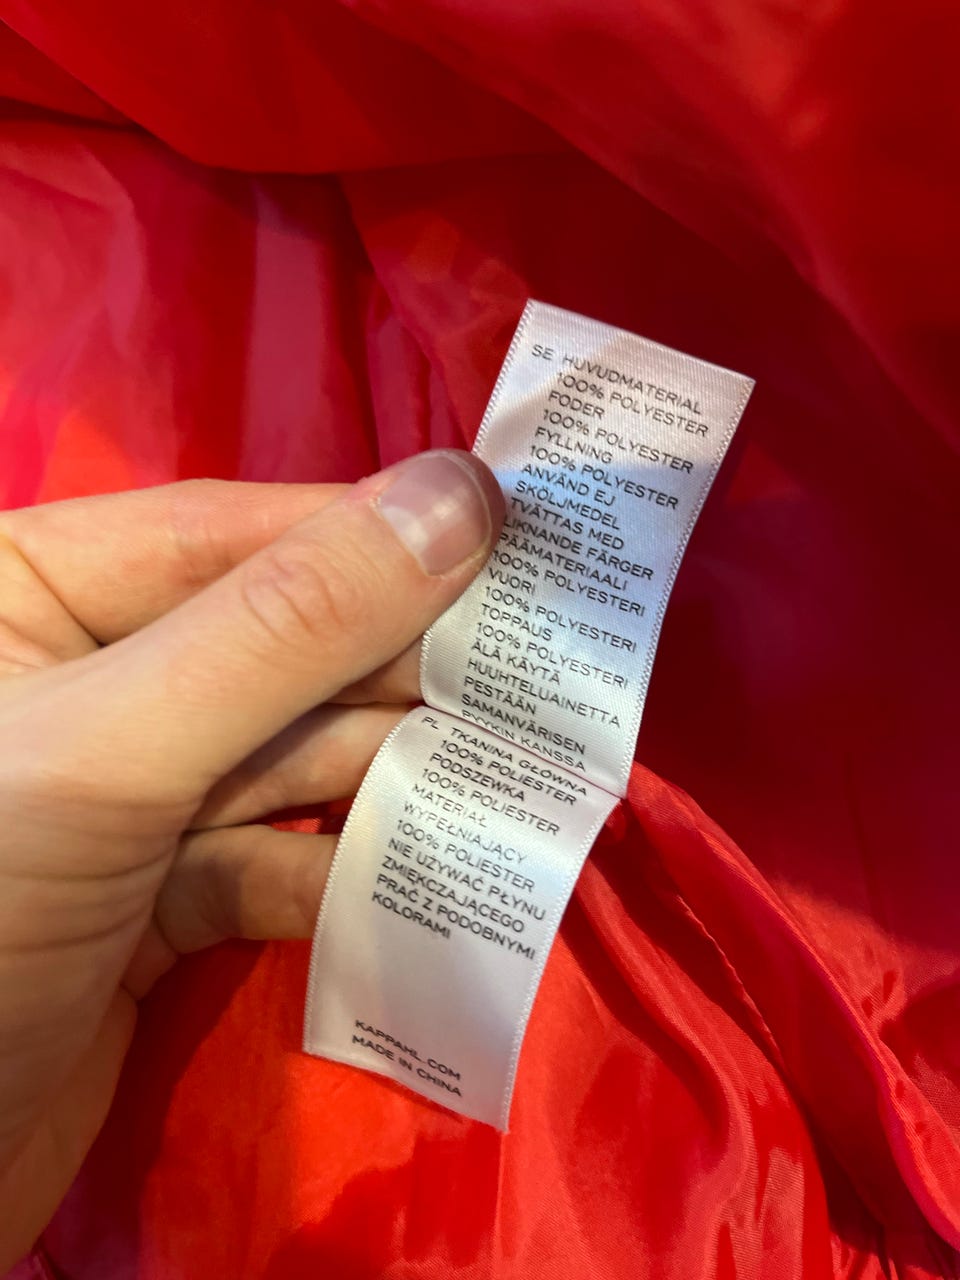 SE HUVUDMATERIAL
100% POLYESTER
FODER
100% POLYESTER
FYLLNING
100% POLYESTER
ANVÄND EJ
SKÖLJMEDEL
TVÄTTAS MED
LIKNANDE FÄRGER
PÄÄMATERIAALI
100% POLYESTERI
VUORI
100% POLYESTERI
TOPPAUS
100% POLYESTERI
ÄLÄ KÄYTÄ
HUUHTELUAINETTA
PESTÄÄN
SAMANVÄRISEN
PYYKIN KANSSA
PL TKANINA GŁÓWNA
100% POLIESTER
PODSZEWKA
100% POLIESTER
MATERIAŁ
WYPEŁNIAJĄCY
100% POLIESTER
NIE UŻYWAĆ PŁYNU
ZMIĘKCZAJĄCEGO
PRAĆ Z PODOBNYMI
KOLORAMI
KAPPAHL.COM
MADE IN CHINA